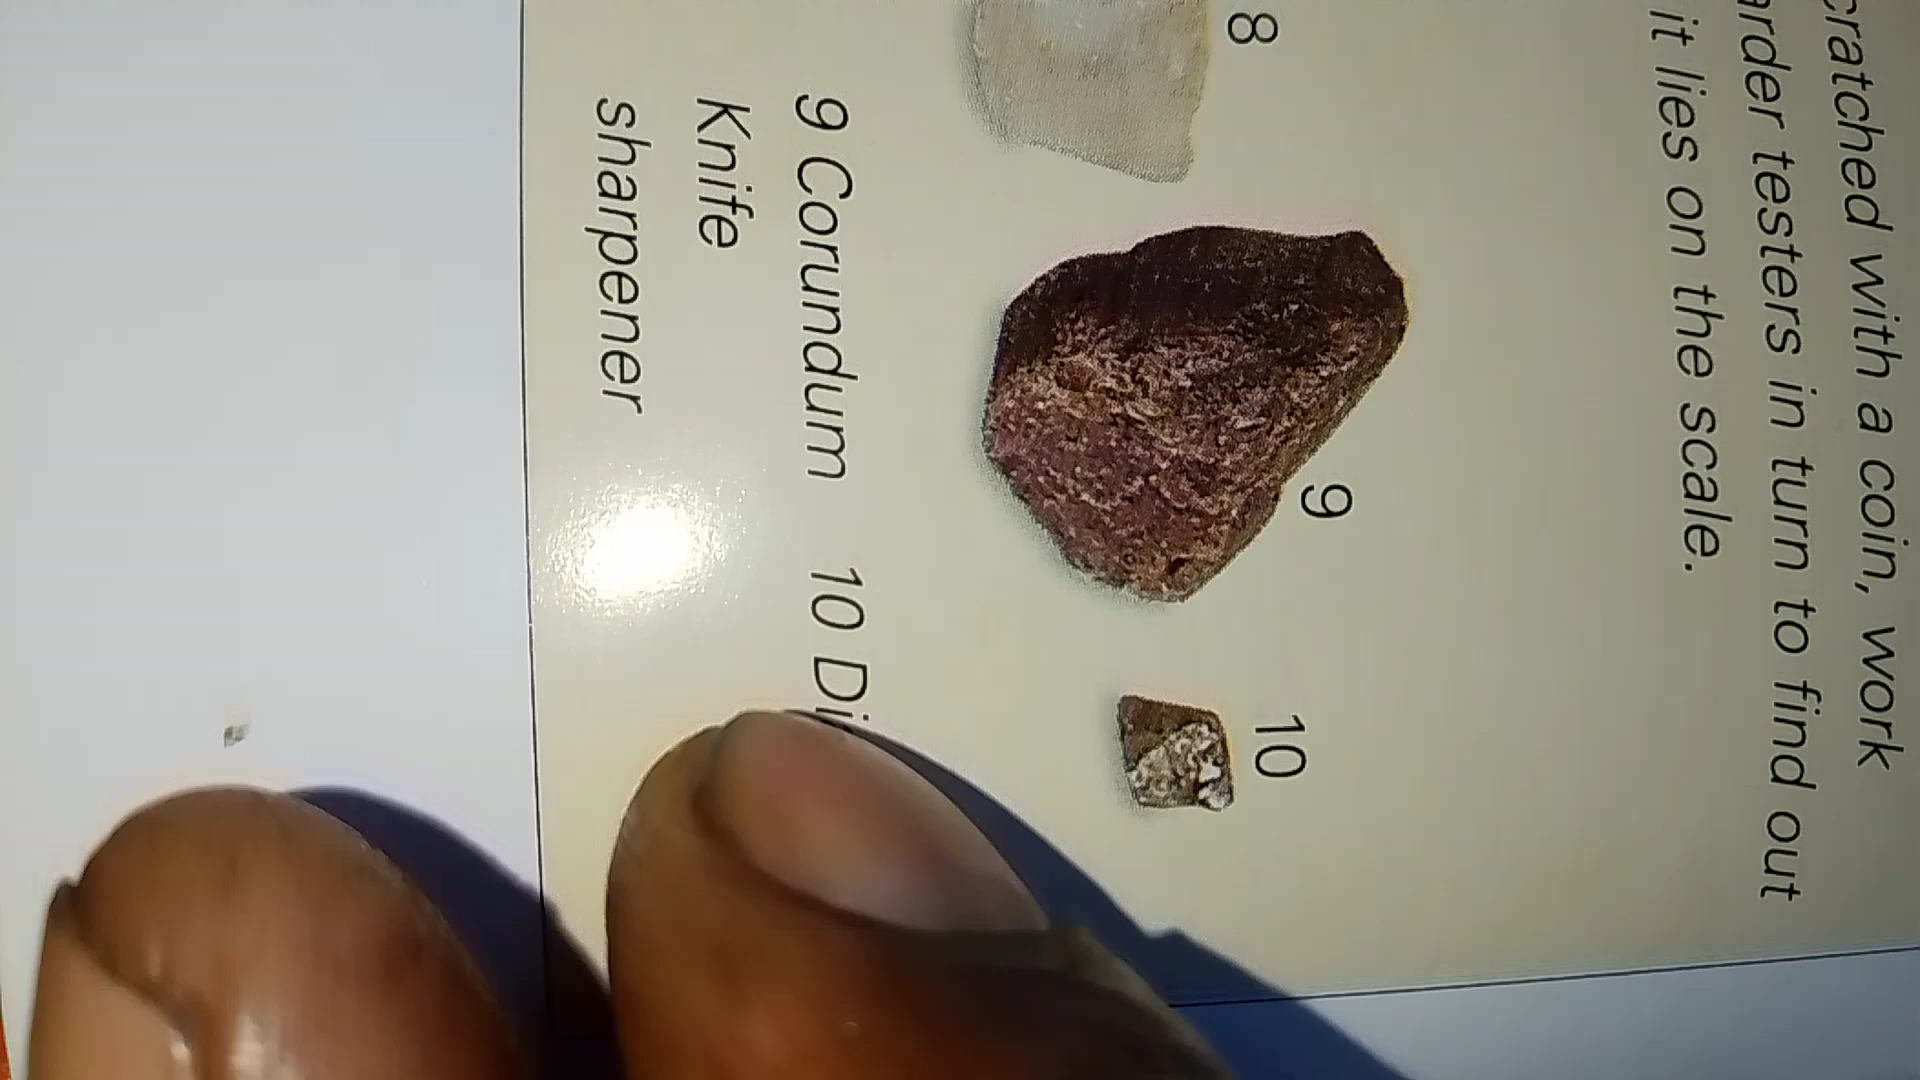 cratched with a coin, work
arder testers in turn to find out
it lies on the scale.
8
9
10
9 Corundum
Knife
sharpener
10